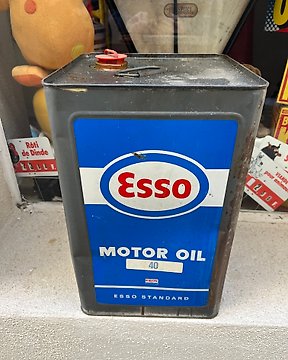 Esso
MOTOR OIL
40
ESSO STANDARD
Rôti
de Dinde